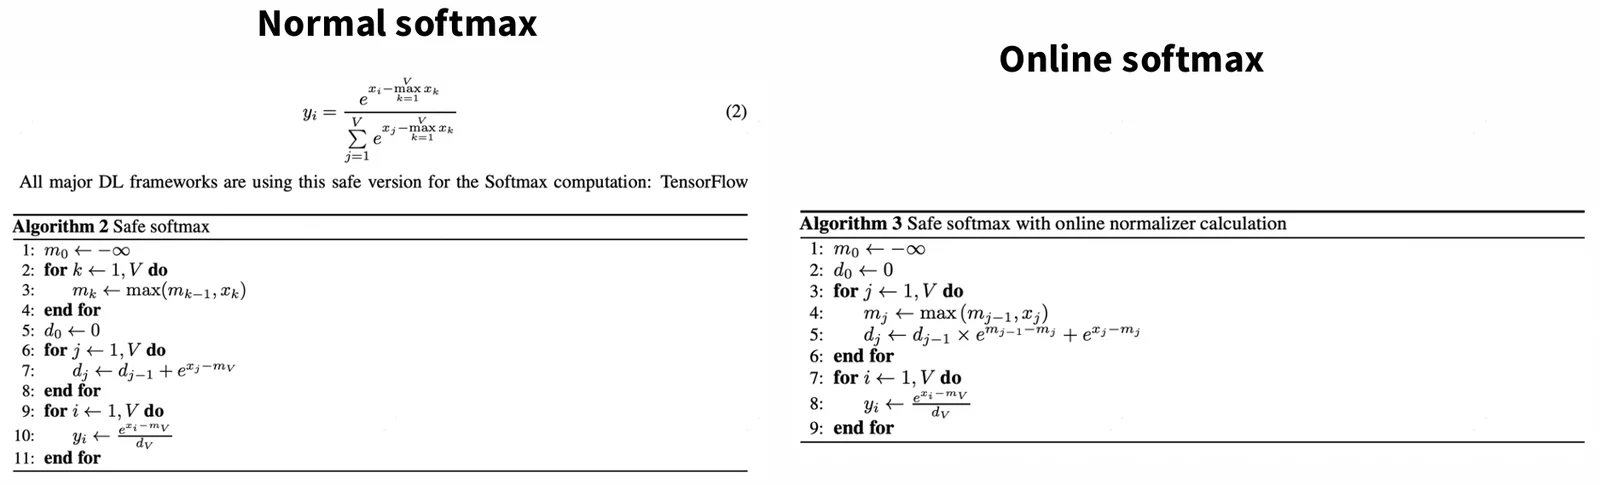 Normal softmax
y_i = \frac{e^{x_i - \max_{k=1}^{V} x_k}}{\sum_{j=1}^{V} e^{x_j - \max_{k=1}^{V} x_k}} (2)
All major DL frameworks are using this safe version for the Softmax computation: TensorFlow
Algorithm 2 Safe softmax
1: m_0 ← −∞
2: for k ← 1, V do
3: m_k ← max(m_{k−1}, x_k)
4: end for
5: d_0 ← 0
6: for j ← 1, V do
7: d_j ← d_{j−1} + e^{x_j − m_V}
8: end for
9: for i ← 1, V do
10: y_i ← \frac{e^{x_i − m_V}}{d_V}
11: end for
Online softmax
Algorithm 3 Safe softmax with online normalizer calculation
1: m_0 ← −∞
2: d_0 ← 0
3: for j ← 1, V do
4: m_j ← max (m_{j−1}, x_j)
5: d_j ← d_{j−1} × e^{m_{j−1} − m_j} + e^{x_j − m_j}
6: end for
7: for i ← 1, V do
8: y_i ← \frac{e^{x_i − m_V}}{d_V}
9: end for